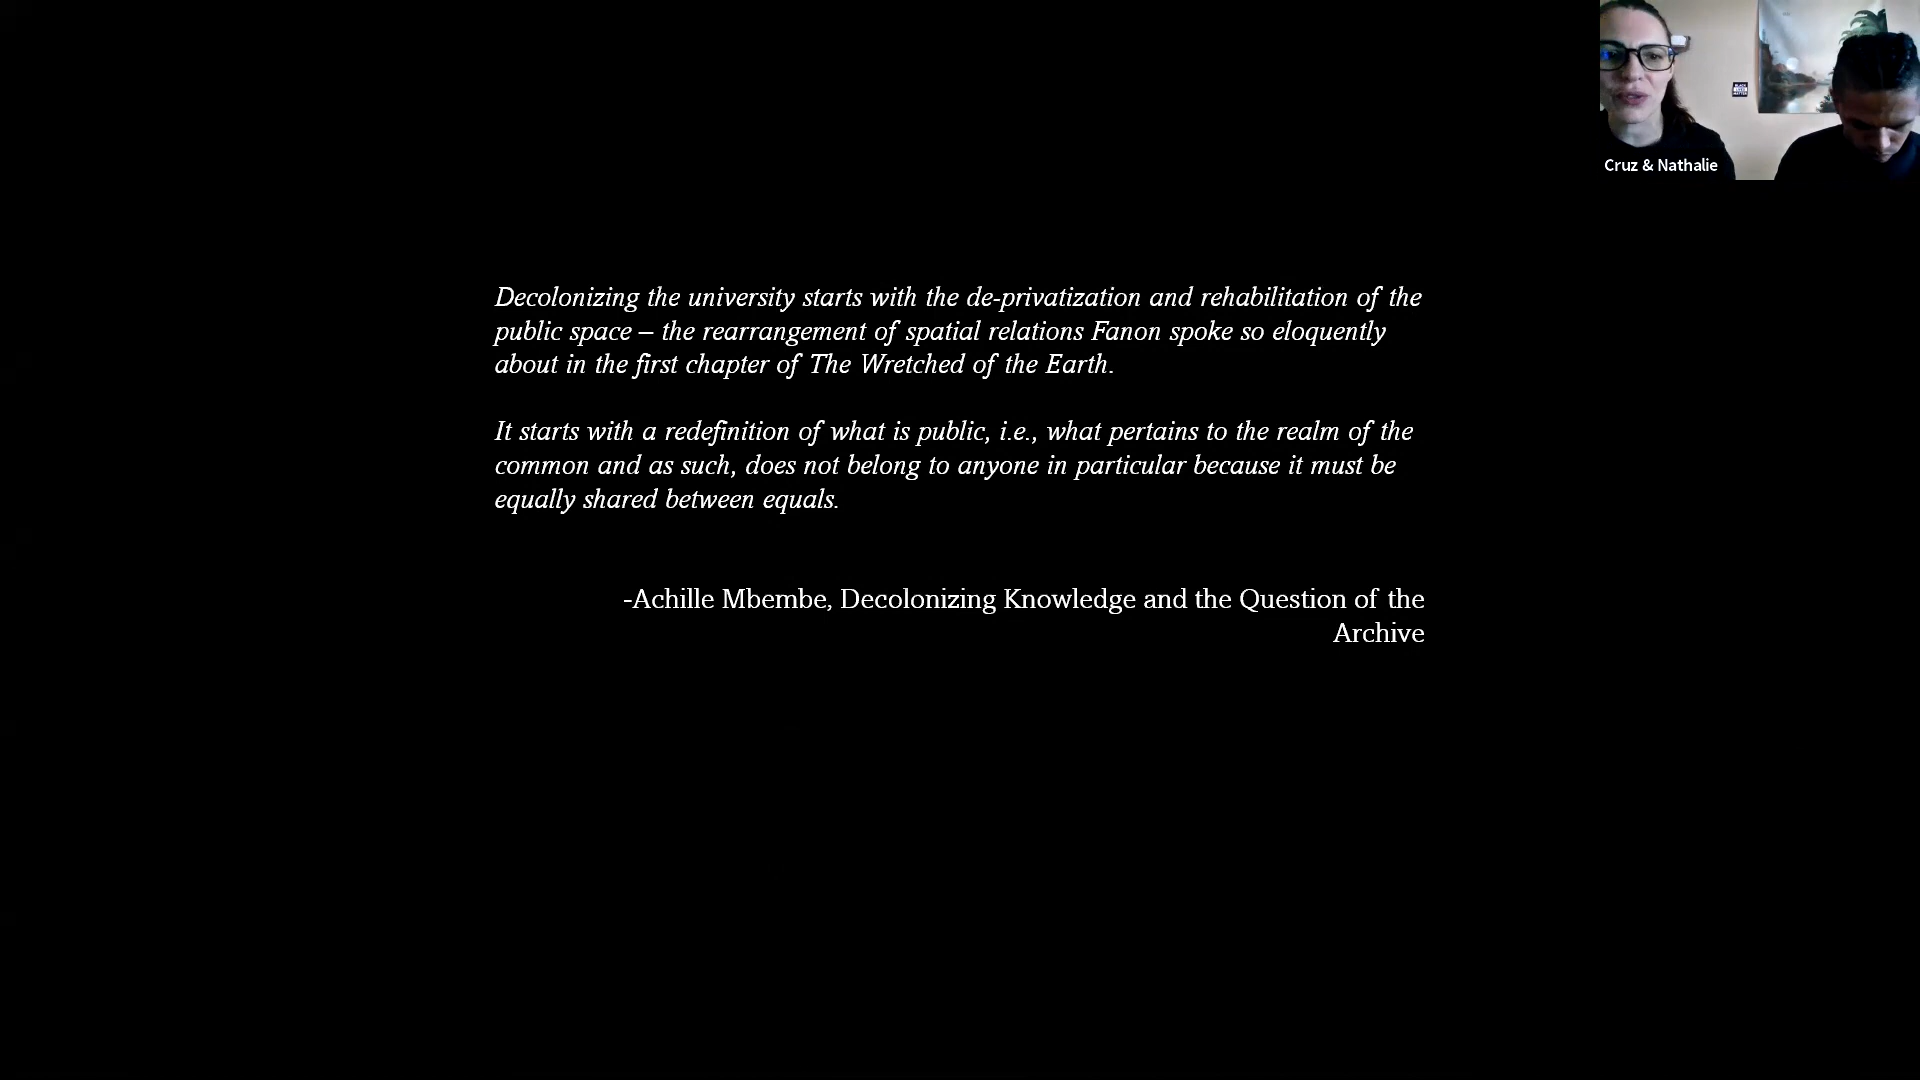 Decolonizing the university starts with the de-privatization and rehabilitation of the
public space – the rearrangement of spatial relations Fanon spoke so eloquently
about in the first chapter of The Wretched of the Earth.
It starts with a redefinition of what is public, i.e., what pertains to the realm of the
common and as such, does not belong to anyone in particular because it must be
equally shared between equals.
-Achille Mbembe, Decolonizing Knowledge and the Question of the
Archive
Cruz & Nathalie
BLACK
LIVES
MATTER